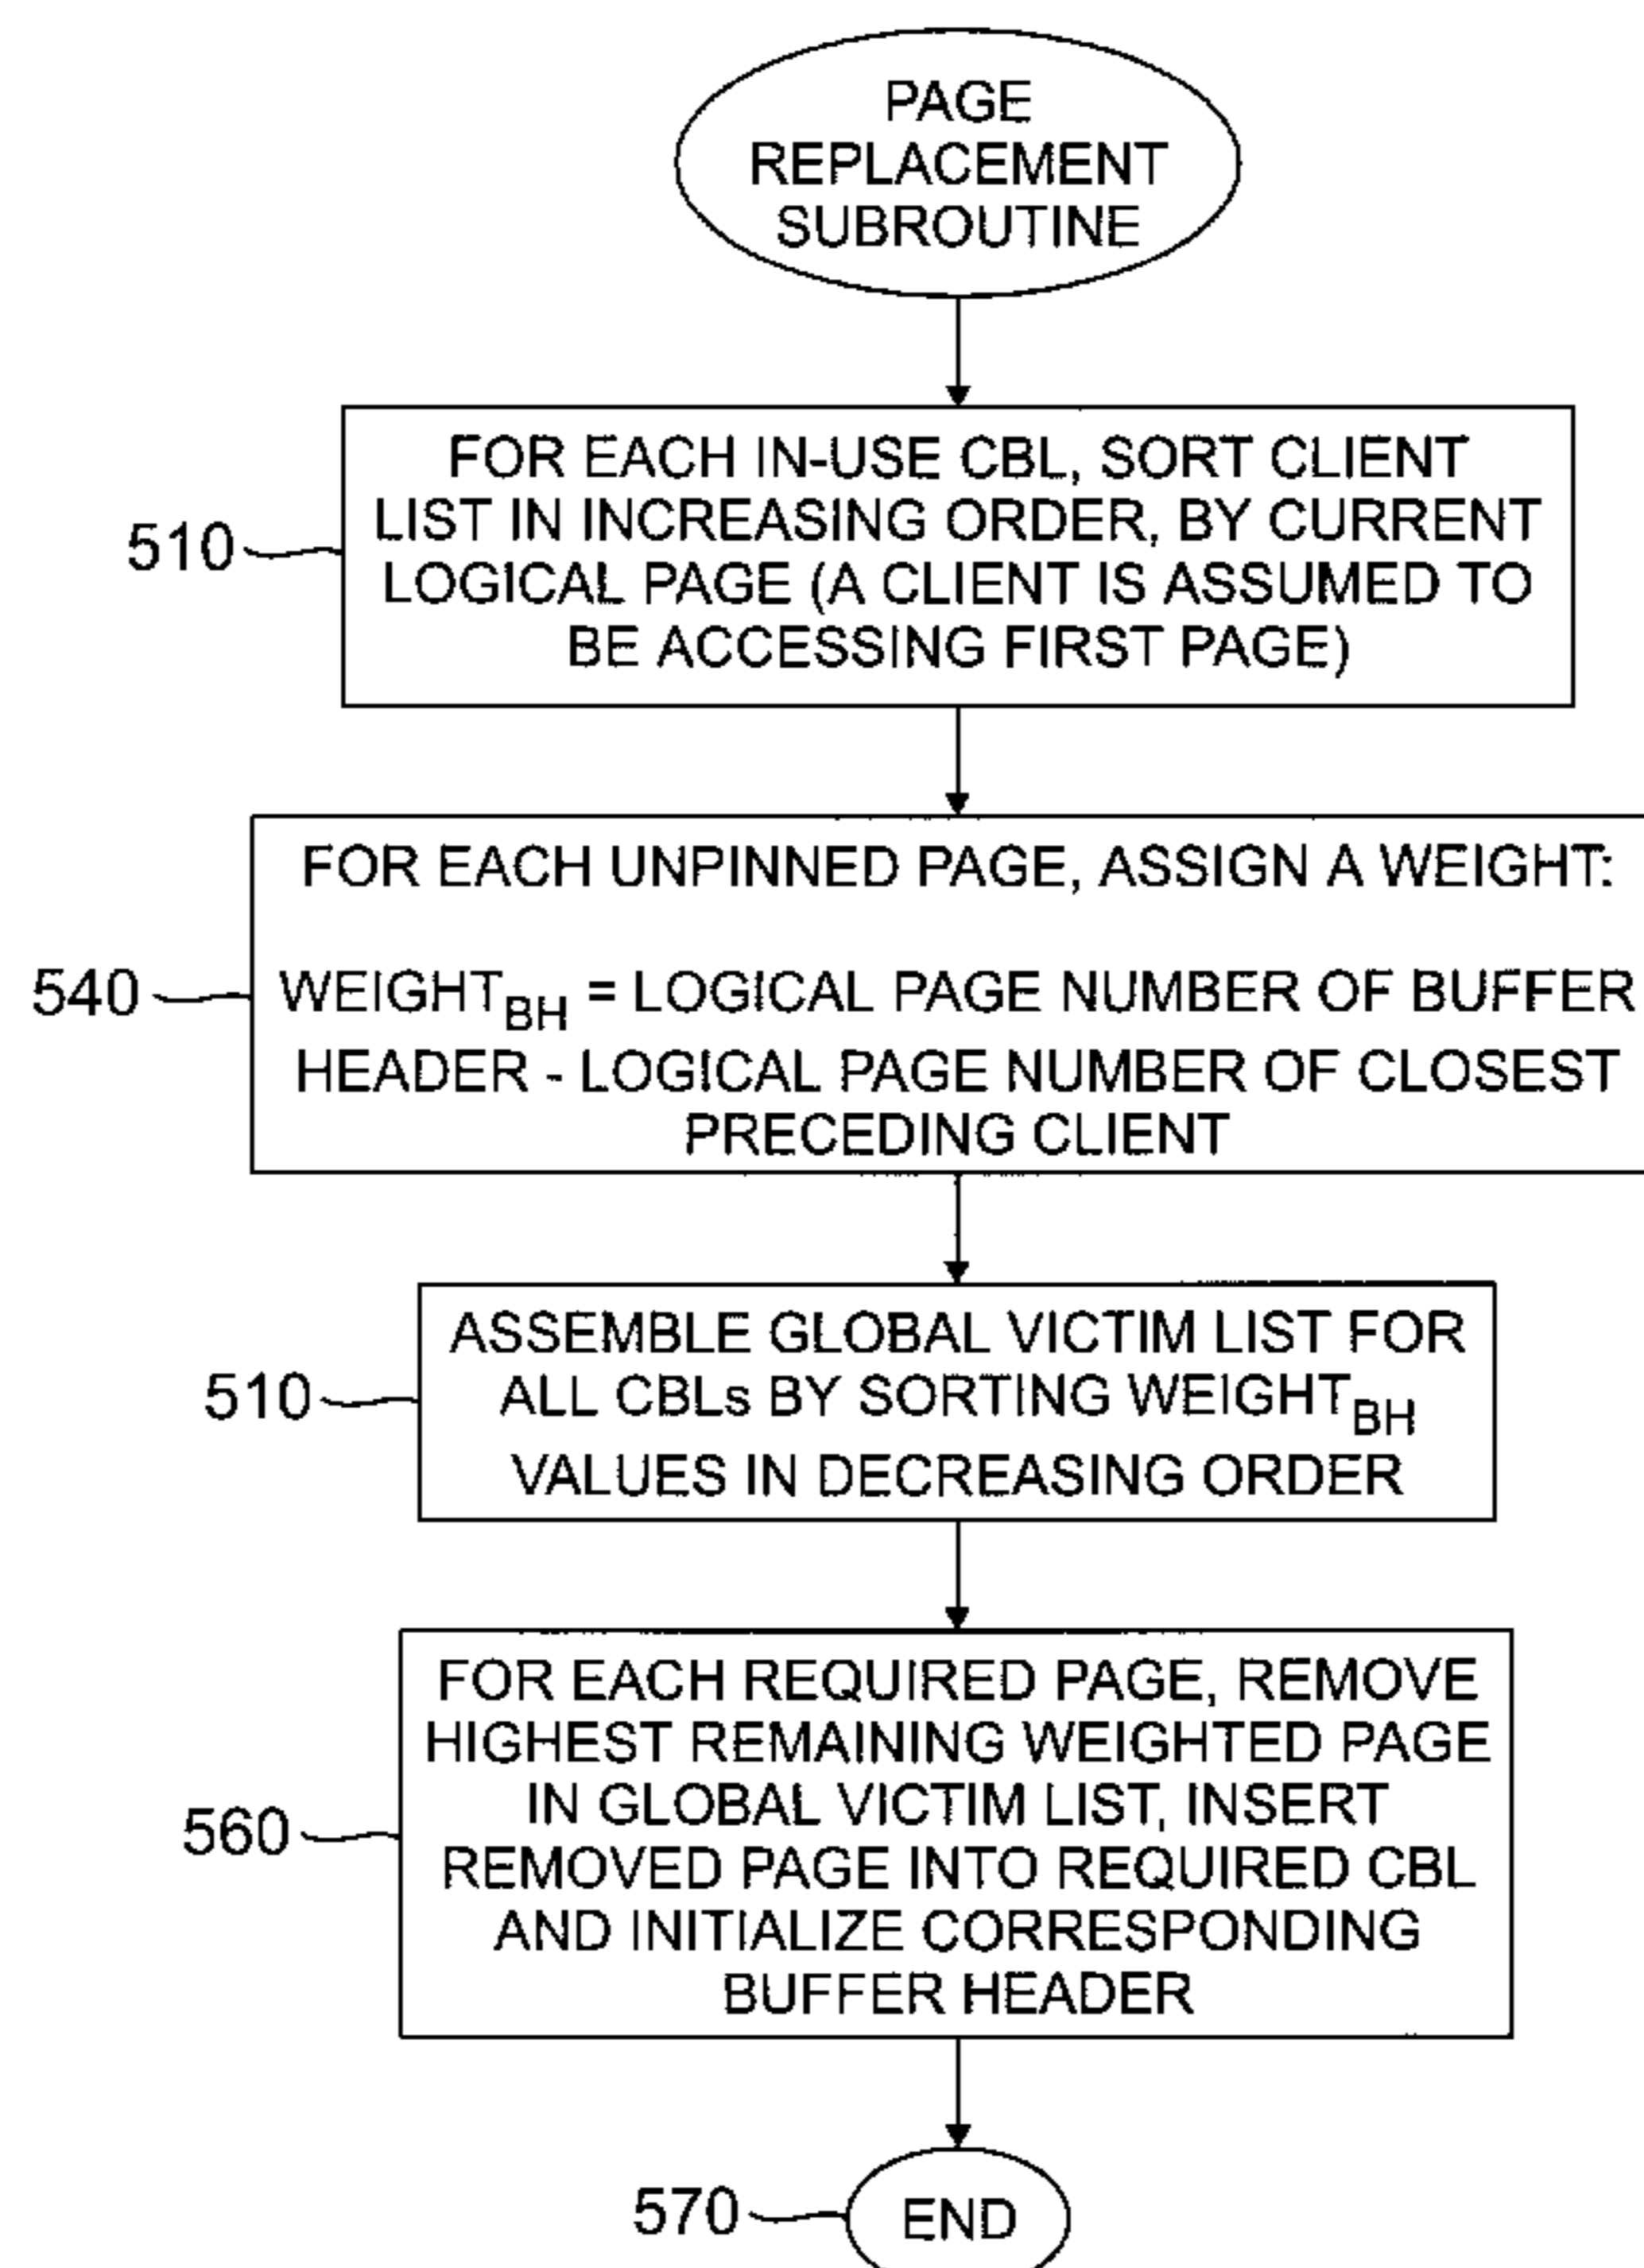 PAGE
REPLACEMENT
SUBROUTINE
FOR EACH IN-USE CBL, SORT CLIENT
LIST IN INCREASING ORDER, BY CURRENT
510
LOGICAL PAGE (A CLIENT IS ASSUMED TO
BE ACCESSING FIRST PAGE)
FOR EACH UNPINNED PAGE, ASSIGN A WEIGHT:
540
WEIGHT_BH = LOGICAL PAGE NUMBER OF BUFFER
HEADER - LOGICAL PAGE NUMBER OF CLOSEST
PRECEDING CLIENT
ASSEMBLE GLOBAL VICTIM LIST FOR
510
ALL CBLs BY SORTING WEIGHT_BH
VALUES IN DECREASING ORDER
FOR EACH REQUIRED PAGE, REMOVE
HIGHEST REMAINING WEIGHTED PAGE
IN GLOBAL VICTIM LIST, INSERT
560
REMOVED PAGE INTO REQUIRED CBL
AND INITIALIZE CORRESPONDING
BUFFER HEADER
570
END